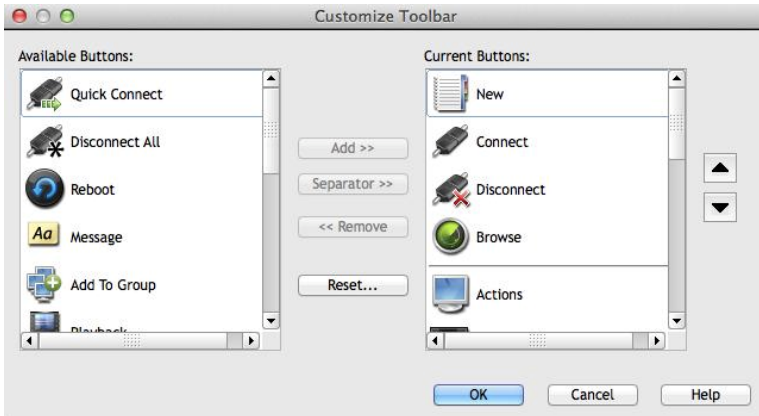 Customize Toolbar
Available Buttons:
Quick Connect
Disconnect All
Reboot
Aa Message
Add To Group
Playback
Add >>
Separator >>
<< Remove
Reset...
Current Buttons:
New
Connect
Disconnect
Browse
Actions
OK
Cancel
Help